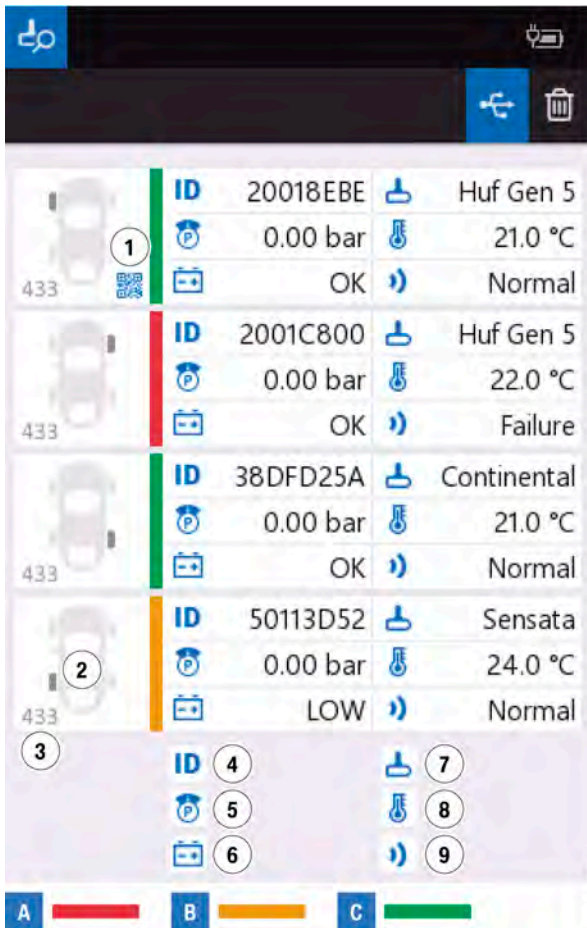 ID 20018EBE Huf Gen 5
1 P 0.00 bar 21.0 °C
433 OK Normal
ID 2001C800 Huf Gen 5
P 0.00 bar 22.0 °C
433 OK Failure
ID 38DFD25A Continental
P 0.00 bar 21.0 °C
433 OK Normal
ID 50113D52 Sensata
2 P 0.00 bar 24.0 °C
433 LOW Normal
3 ID 4 7
P 5 8
6 9
A B C